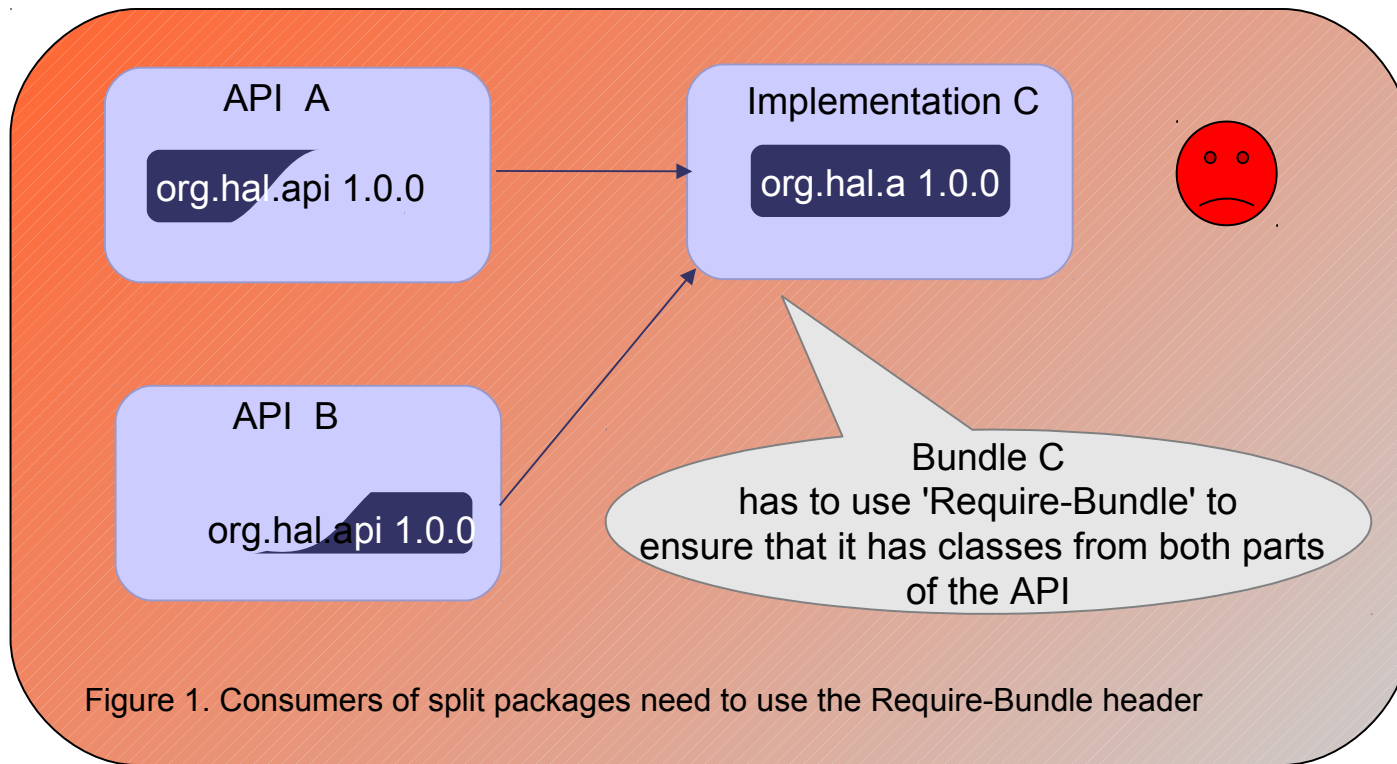 API A
org.hal.api 1.0.0
Implementation C
org.hal.a 1.0.0
API B
org.hal.api 1.0.0
Bundle C
has to use 'Require-Bundle' to
ensure that it has classes from both parts
of the API
Figure 1. Consumers of split packages need to use the Require-Bundle header